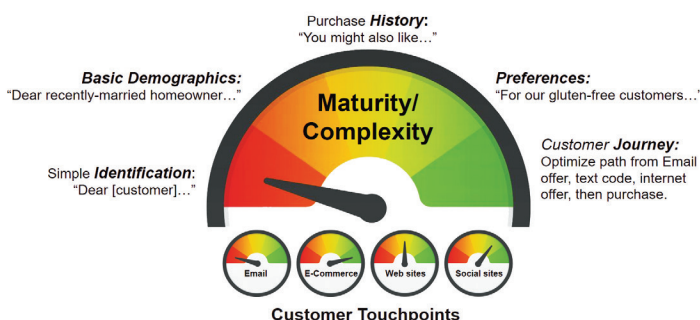 Purchase History:
“You might also like…”
Basic Demographics:
“Dear recently-married homeowner…”
Preferences:
“For our gluten-free customers…”
Maturity/
Complexity
Simple Identification:
“Dear [customer]…”
Customer Journey:
Optimize path from Email
offer, text code, internet
offer, then purchase.
Email
E-Commerce
Web sites
Social sites
Customer Touchpoints